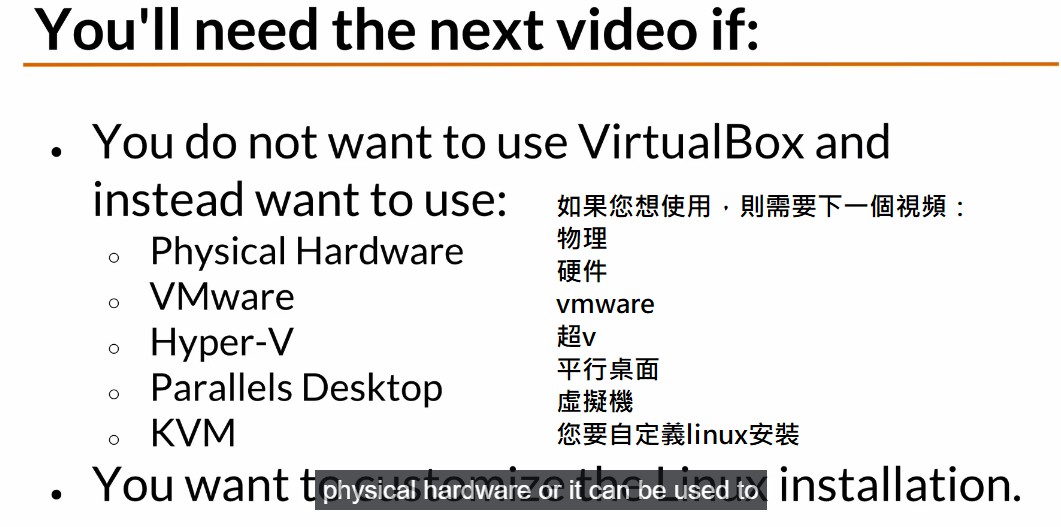 You'll need the next video if:
• You do not want to use VirtualBox and
instead want to use:
○ Physical Hardware
○ VMware
○ Hyper-V
○ Parallels Desktop
○ KVM
如果您想使用，則需要下一個視頻：
物理
硬件
vmware
超v
平行桌面
虛擬機
您要自定義linux安裝
• You want to customize the Linux installation.
physical hardware or it can be used to